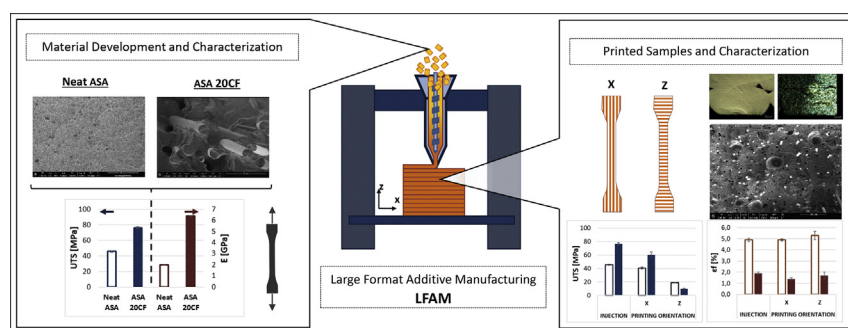 Material Development and Characterization
Neat ASA
ASA 20CF
UTS [MPa]
100
80
60
40
20
0
7
6
5
4
3
2
1
0
E [GPa]
Neat ASA
ASA 20CF
Neat ASA
ASA 20CF
Z
X
Large Format Additive Manufacturing
LFAM
Printed Samples and Characterization
X
Z
UTS [MPa]
100
80
60
40
20
0
X
Z
INJECTION
PRINTING ORIENTATION
εf [%]
6,0
5,0
4,0
3,0
2,0
1,0
0,0
X
Z
INJECTION
PRINTING ORIENTATION